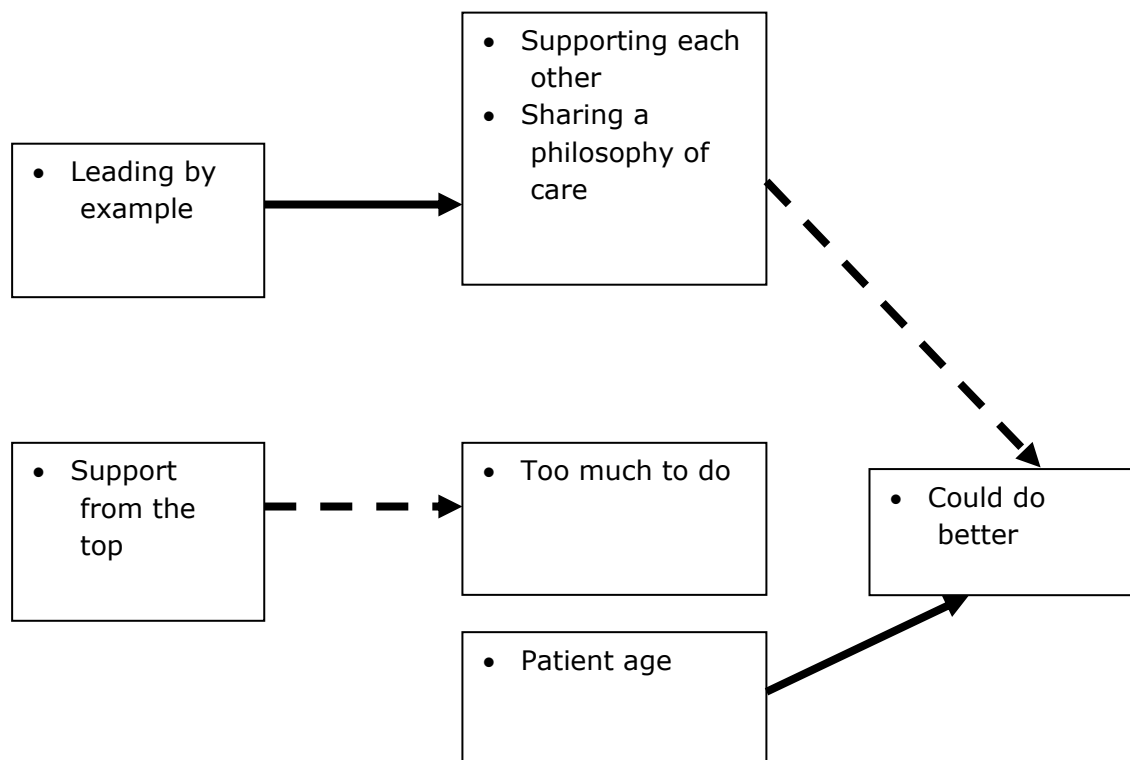 • Supporting each
other
• Sharing a
philosophy of
care
• Leading by
example
• Support
from the
top
• Too much to do
• Could do
better
• Patient age